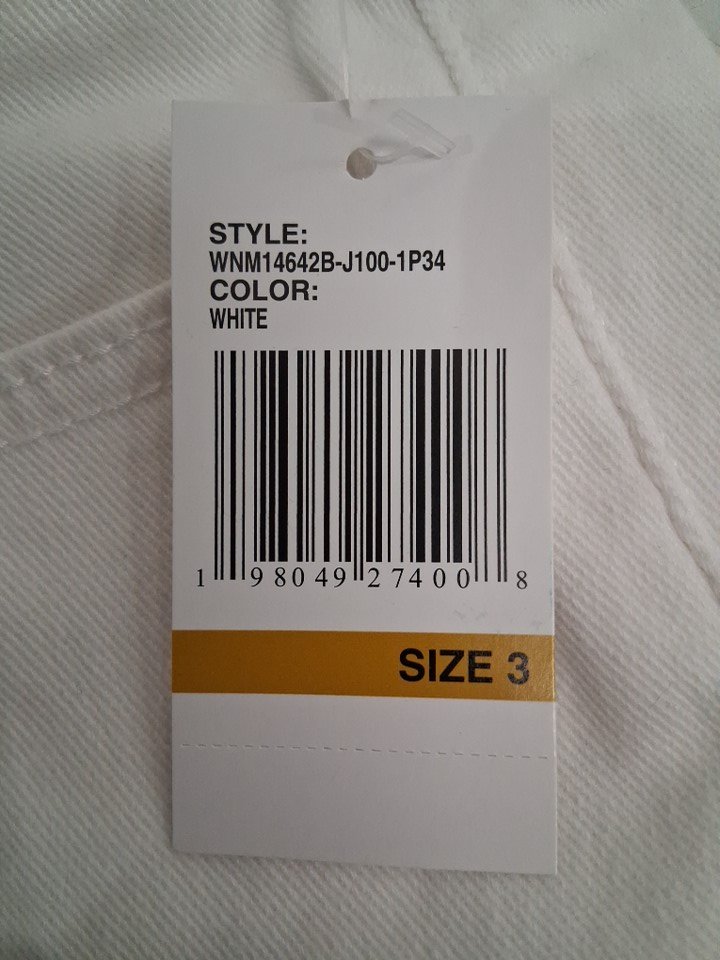 STYLE:
WNM14642B-J100-1P34
COLOR:
WHITE
1 98049 27400 8
SIZE 3